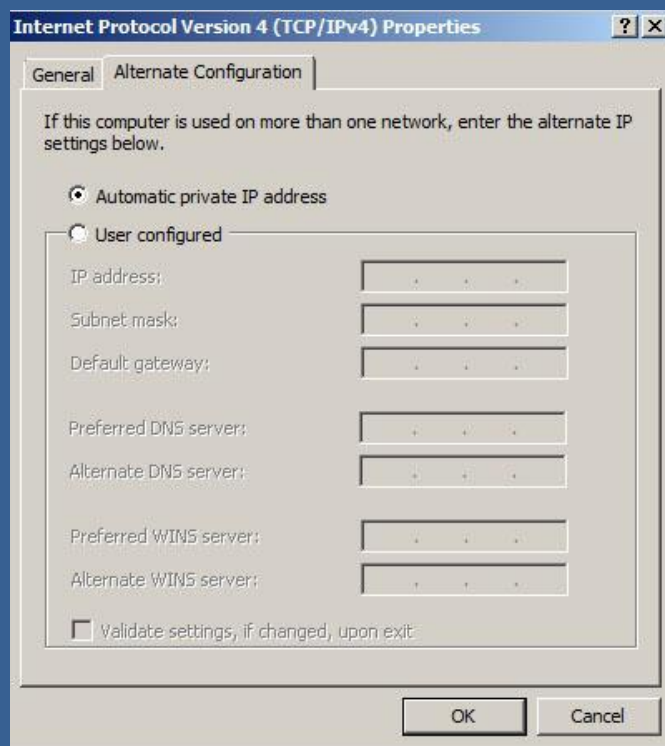 Internet Protocol Version 4 (TCP/IPv4) Properties ? X
General Alternate Configuration
If this computer is used on more than one network, enter the alternate IP
settings below.
Automatic private IP address
User configured
IP address: . . .
Subnet mask: . . .
Default gateway: . . .
Preferred DNS server: . . .
Alternate DNS server: . . .
Preferred WINS server: . . .
Alternate WINS server: . . .
Validate settings, if changed, upon exit
OK Cancel